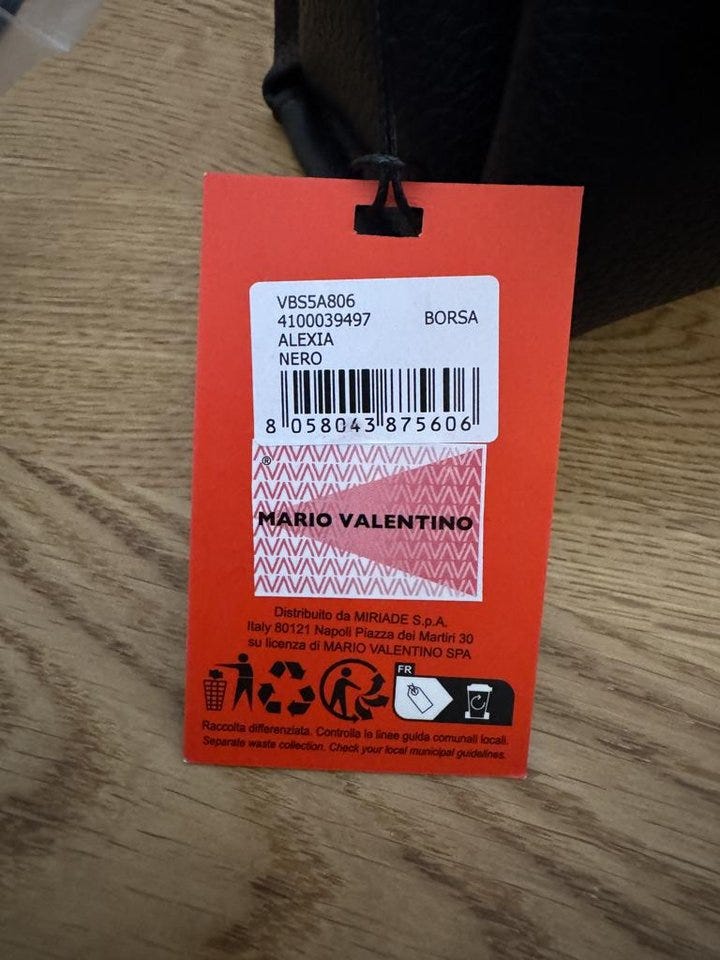 VBS5A806
4100039497 BORSA
ALEXIA
NERO
8 058043 875606
®
MARIO VALENTINO
Distribuito da MIRIADE S.p.A.
Italy 80121 Napoli Piazza dei Martiri 30
su licenza di MARIO VALENTINO SPA
FR
Raccolta differenziata. Controlla le linee guida comunali locali.
Separate waste collection. Check your local municipal guidelines.